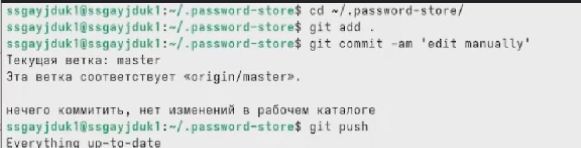 ssgayjduk1@ssgayjduk1:~/.password-store$ cd ~/.password-store/
ssgayjduk1@ssgayjduk1:~/.password-store$ git add .
ssgayjduk1@ssgayjduk1:~/.password-store$ git commit -am 'edit manually'
Текущая ветка: master
Эта ветка соответствует «origin/master».
нечего коммитить, нет изменений в рабочем каталоге
ssgayjduk1@ssgayjduk1:~/.password-store$ git push
Everything up-to-date